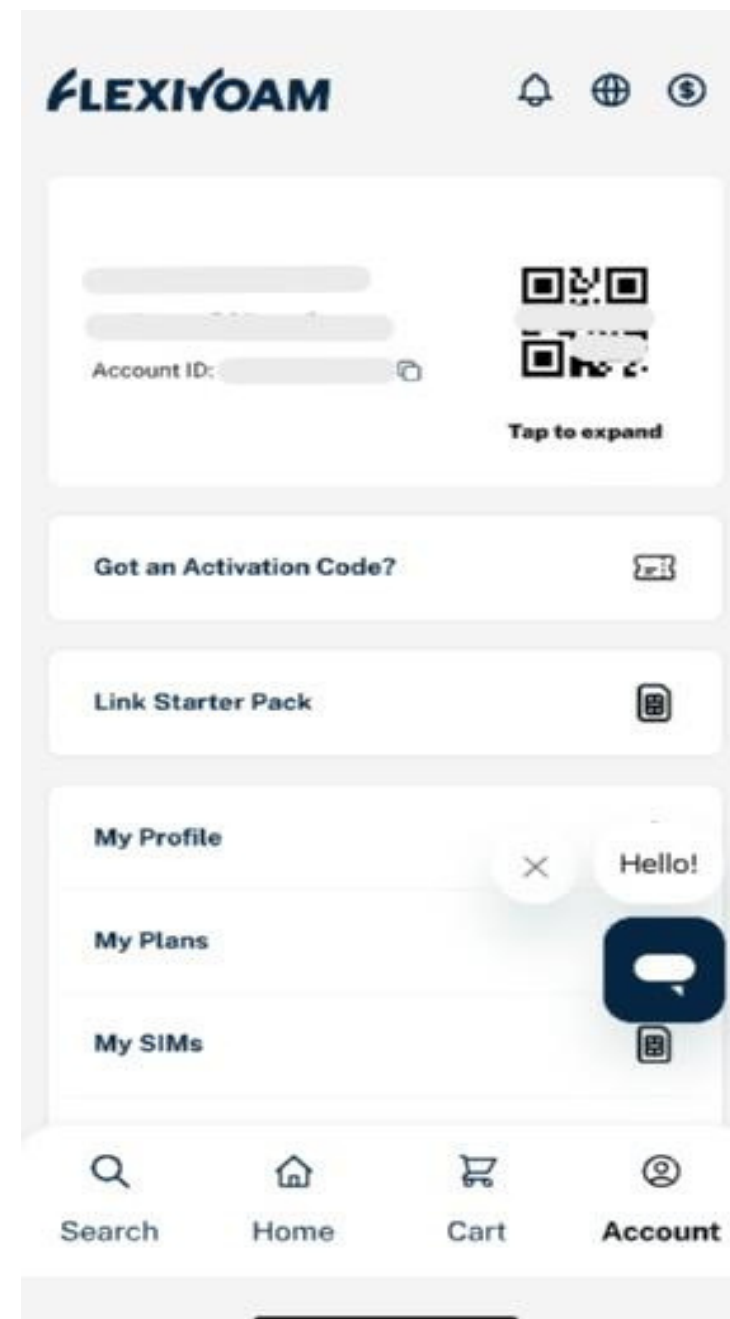 FLEXIROAM
Account ID:
Tap to expand
Got an Activation Code?
Link Starter Pack
My Profile
Hello!
My Plans
My SIMs
Search
Home
Cart
Account